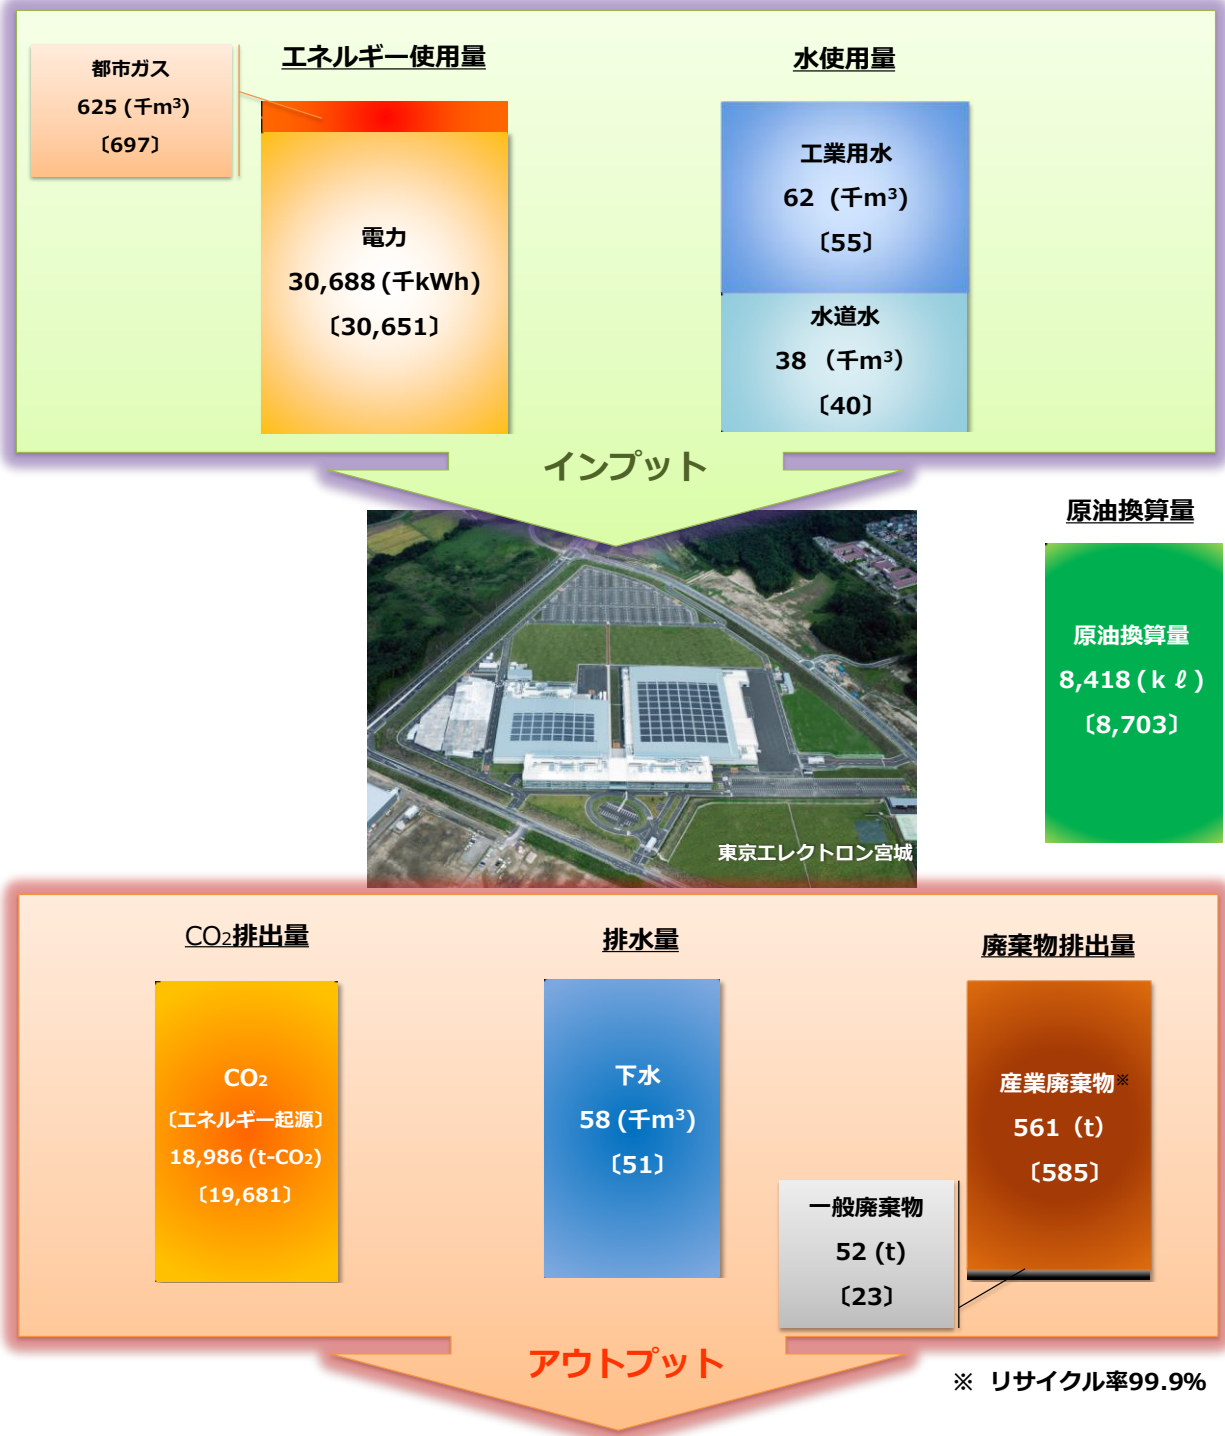 エネルギー使用量
都市ガス
625 (千m³)
〔697〕
電力
30,688 (千kWh)
〔30,651〕
水使用量
工業用水
62 (千m³)
〔55〕
水道水
38 （千m³）
〔40〕
インプット
原油換算量
原油換算量
8,418 ( k ℓ )
〔8,703〕
東京エレクトロン宮城
CO₂排出量
CO₂
〔エネルギー起源〕
18,986 (t-CO₂)
〔19,681〕
排水量
下水
58 (千m³)
〔51〕
廃棄物排出量
産業廃棄物※
561（t）
〔585〕
一般廃棄物
52 (t)
〔23〕
アウトプット
※ リサイクル率99.9%